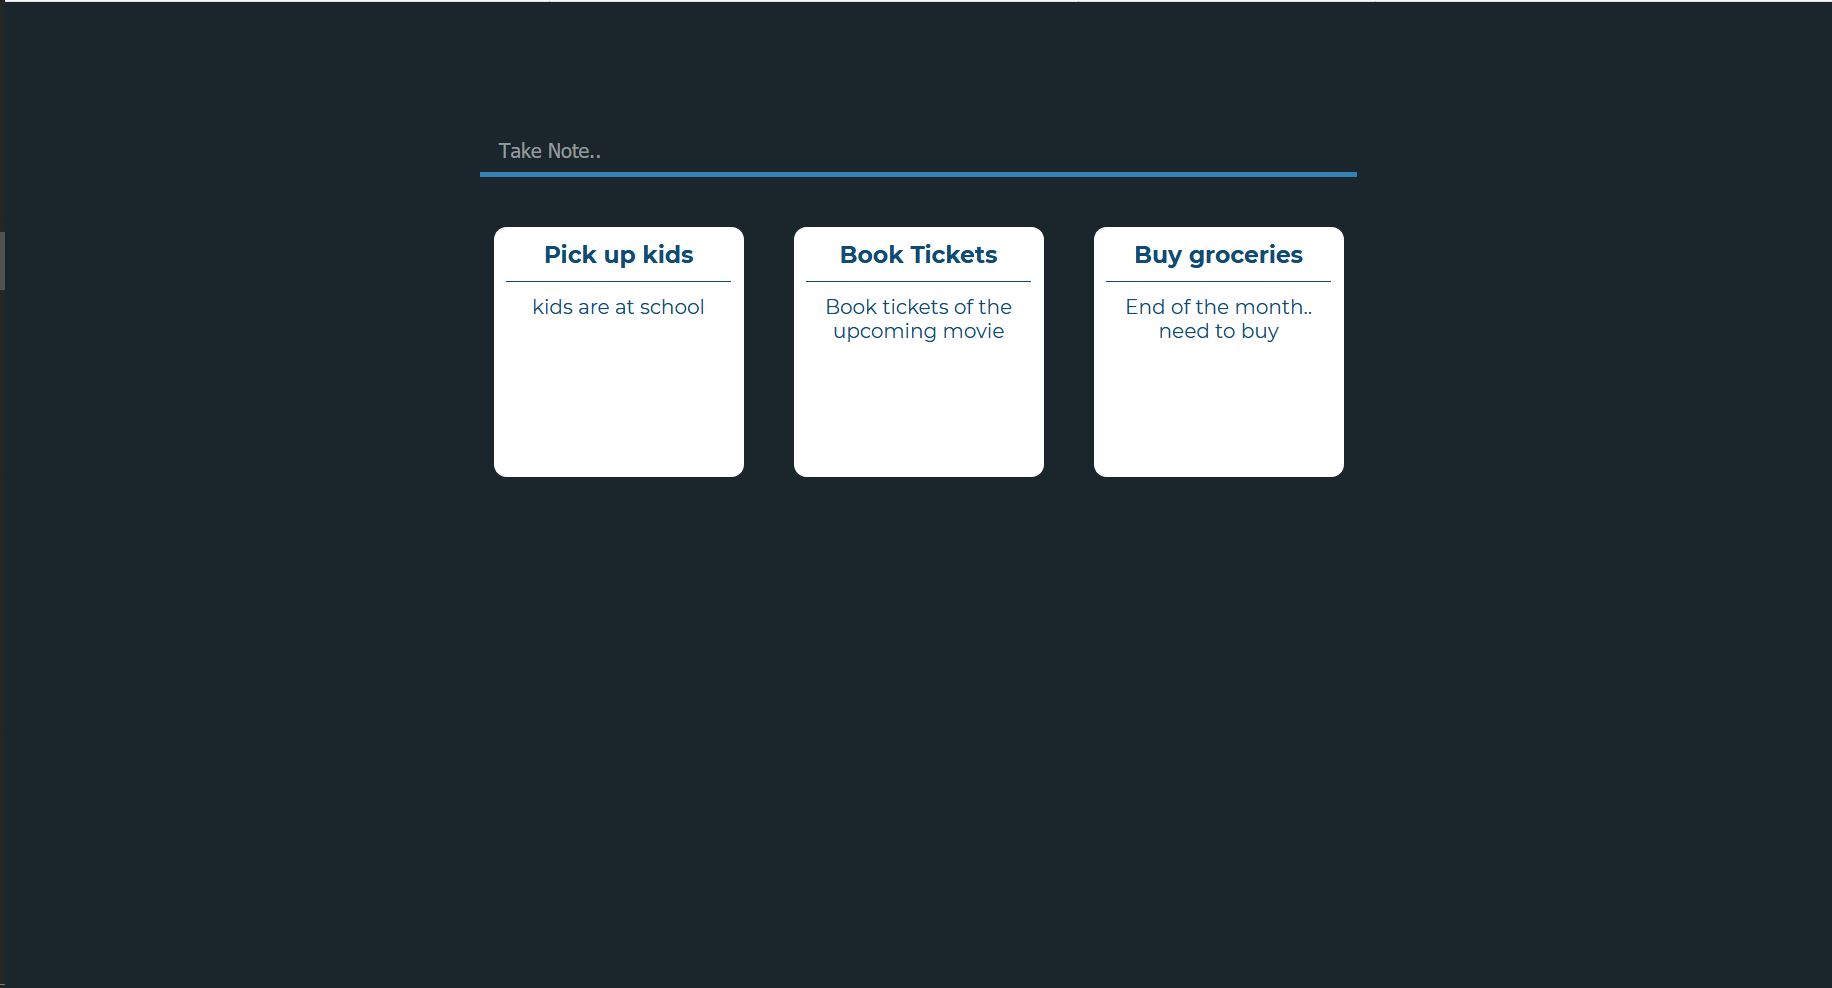 Take Note..
Pick up kids
kids are at school
Book Tickets
Book tickets of the
upcoming movie
Buy groceries
End of the month..
need to buy